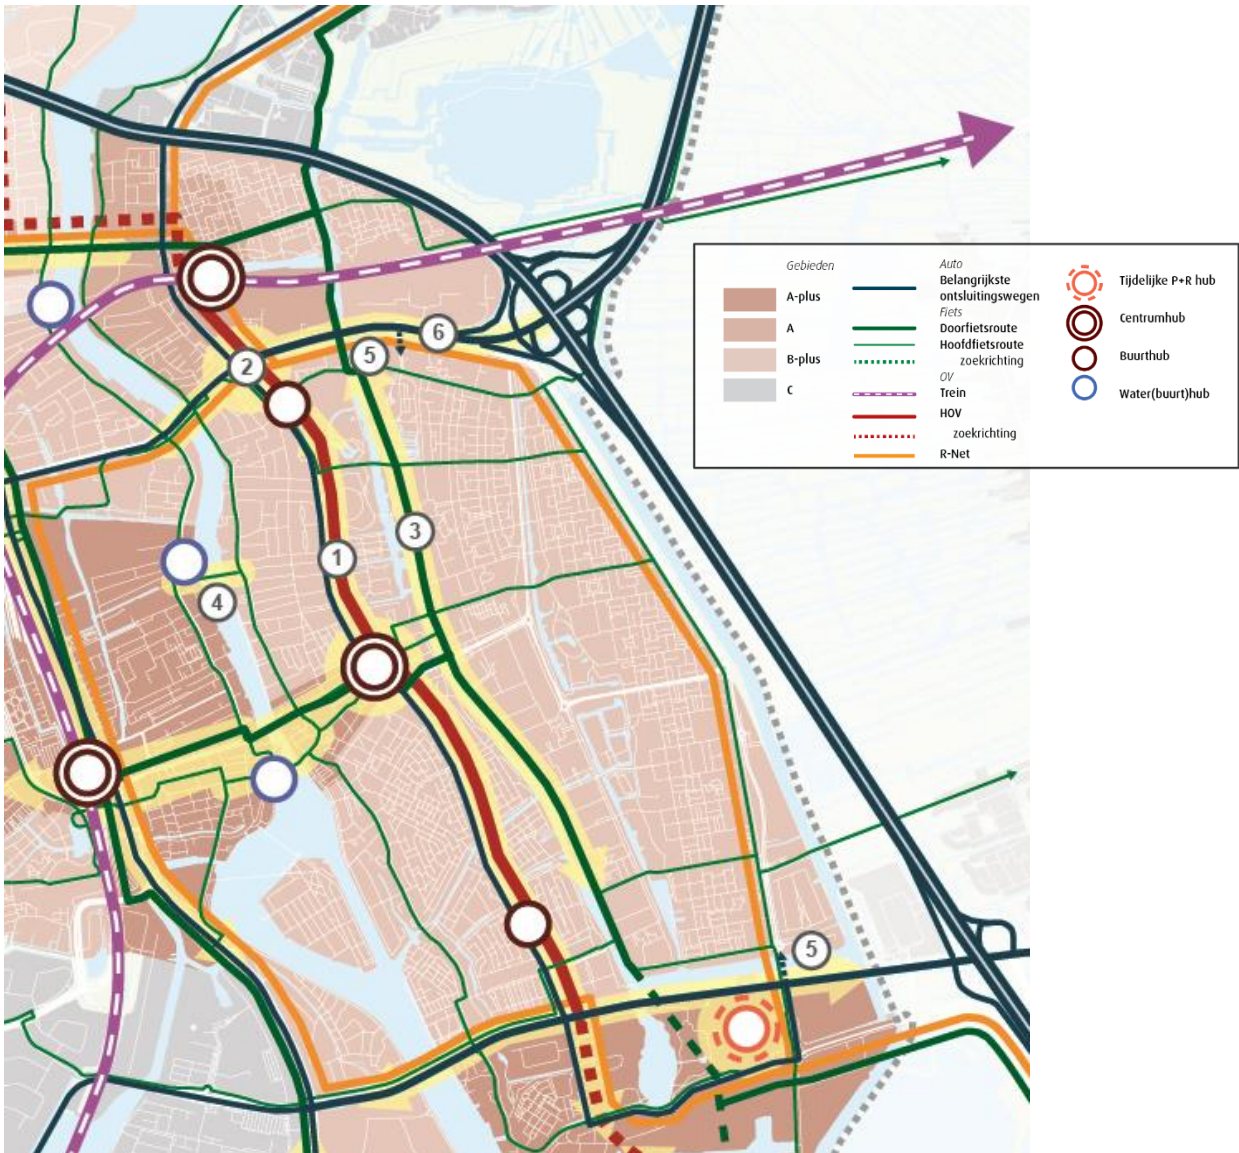 Gebieden
A-plus
A
B-plus
C
Auto
Belangrijkste
ontsluitingswegen
Fiets
Doorfietsroute
Hoofdfietsroute
zoekrichting
OV
Trein
HOV
zoekrichting
R-Net
Tijdelijke P+R hub
Centrumhub
Buurthub
Water(buurt)hub
6
5
2
3
1
4
5